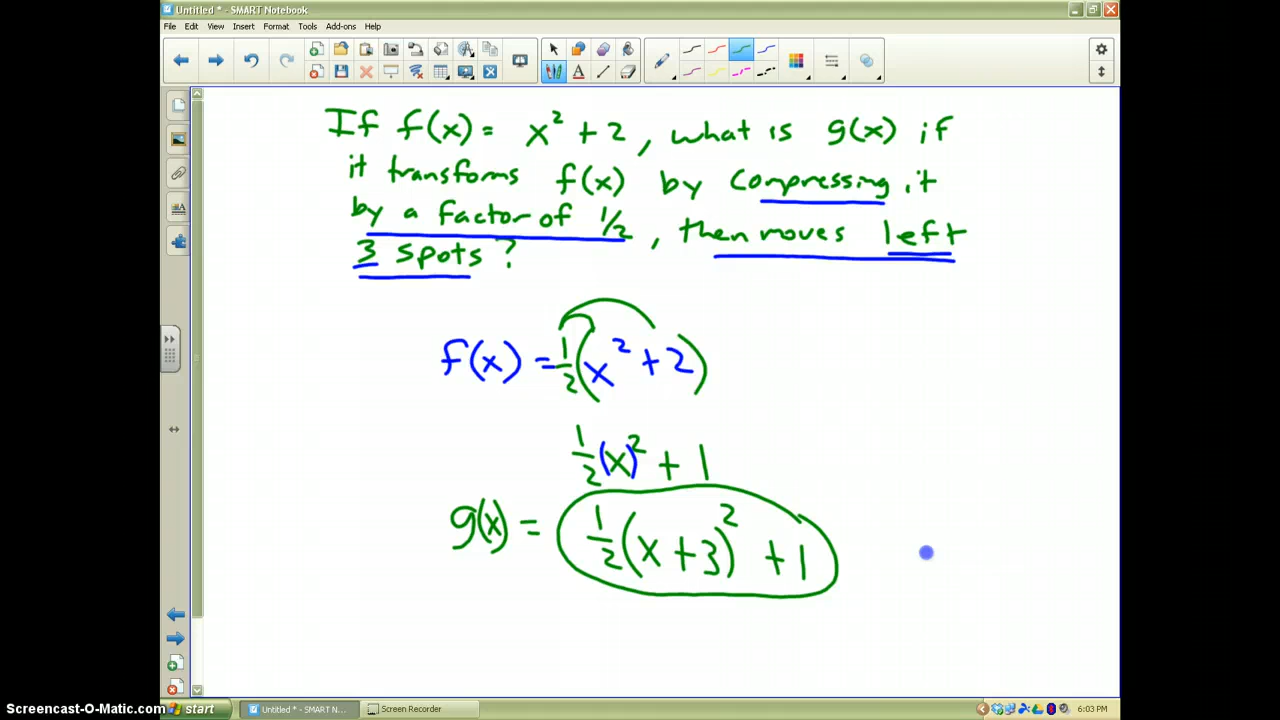 Untitled * - SMART Notebook
File Edit View Insert Format Tools Add-ons Help
If f(x) = x² + 2, what is g(x) if
it transforms f(x) by compressing it
by a factor of 1/2, then moves left
3 spots?
f(x) = 1/2(x² + 2)
1/2(x)² + 1
g(x) = 1/2(x + 3)² + 1
Screencast-O-Matic.com
start
Untitled * - SMART N...
Screen Recorder
6:03 PM